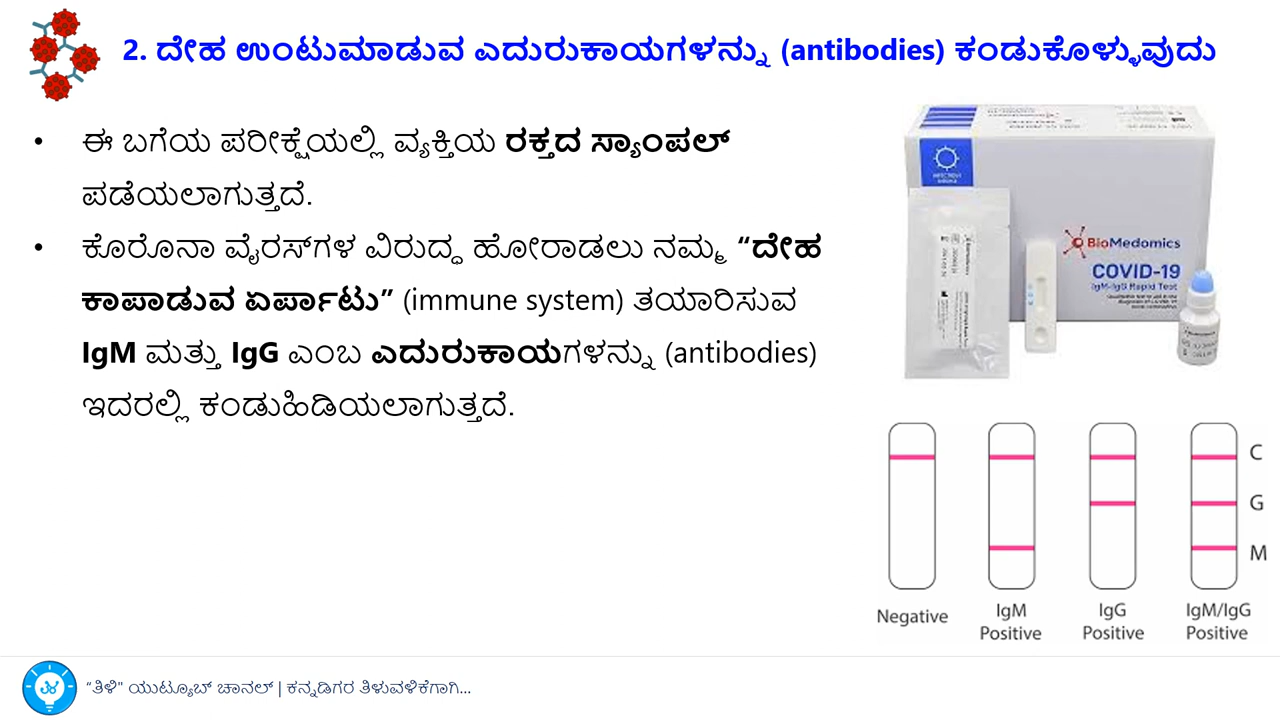 2. ದೇಹ ಉಂಟುಮಾಡುವ ಎದುರುಕಾಯಗಳನ್ನು (antibodies) ಕಂಡುಕೊಳ್ಳುವುದು
• ಈ ಬಗೆಯ ಪರೀಕ್ಷೆಯಲ್ಲಿ ವ್ಯಕ್ತಿಯ ರಕ್ತದ ಸ್ಯಾಂಪಲ್
ಪಡೆಯಲಾಗುತ್ತದೆ.
• ಕೊರೊನಾ ವೈರಸ್‌ಗಳ ವಿರುದ್ಧ ಹೋರಾಡಲು ನಮ್ಮ “ದೇಹ
ಕಾಪಾಡುವ ಏರ್ಪಾಟು” (immune system) ತಯಾರಿಸುವ
IgM ಮತ್ತು IgG ಎಂಬ ಎದುರುಕಾಯಗಳನ್ನು (antibodies)
ಇದರಲ್ಲಿ ಕಂಡುಹಿಡಿಯಲಾಗುತ್ತದೆ.
BioMedomics
COVID-19
IgM-IgG Rapid Test
C
G
M
Negative
IgM
Positive
IgG
Positive
IgM/IgG
Positive
“ತಿಳಿ" ಯುಟ್ಯೂಬ್ ಚಾನಲ್ | ಕನ್ನಡಿಗರ ತಿಳುವಳಿಕೆಗಾಗಿ...